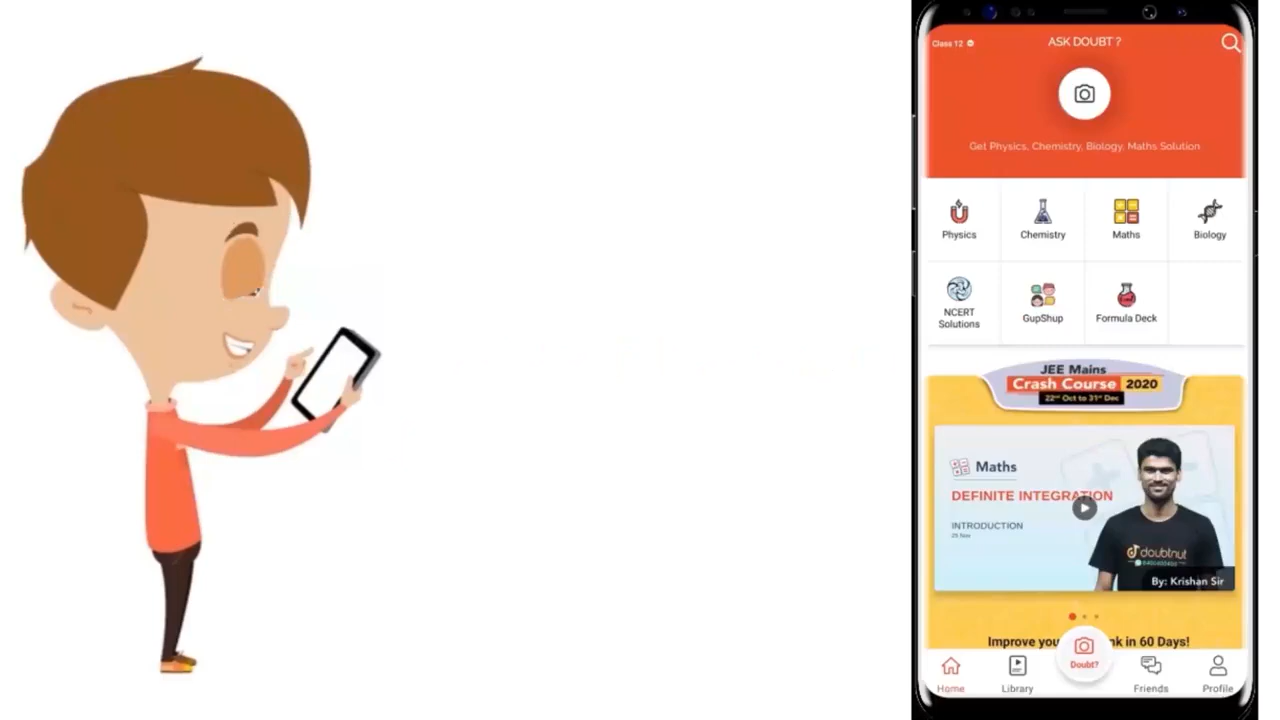 Class 12
ASK DOUBT ?
Get Physics, Chemistry, Biology, Maths Solution
Physics
Chemistry
Maths
Biology
NCERT
Solutions
GupShup
Formula Deck
JEE Mains
Crash Course 2020
22nd Oct to 31st Dec
Maths
DEFINITE INTEGRATION
INTRODUCTION
25 Nov
doubtnut
By: Krishan Sir
in 60 Days!
Doubt?
Home
Library
Friends
Profile